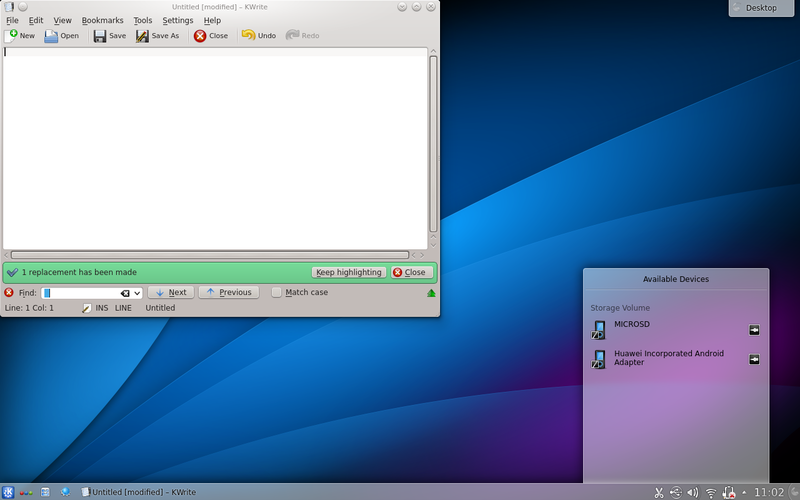 Untitled [modified] – KWrite
File Edit View Bookmarks Tools Settings Help
New Open Save Save As Close Undo Redo
1 replacement has been made Keep highlighting Close
Find: Next Previous Match case
Line: 1 Col: 1 INS LINE Untitled
Desktop
Available Devices
Storage Volume
MICROSD
Huawei Incorporated Android
Adapter
Untitled [modified] – KWrite
11:02